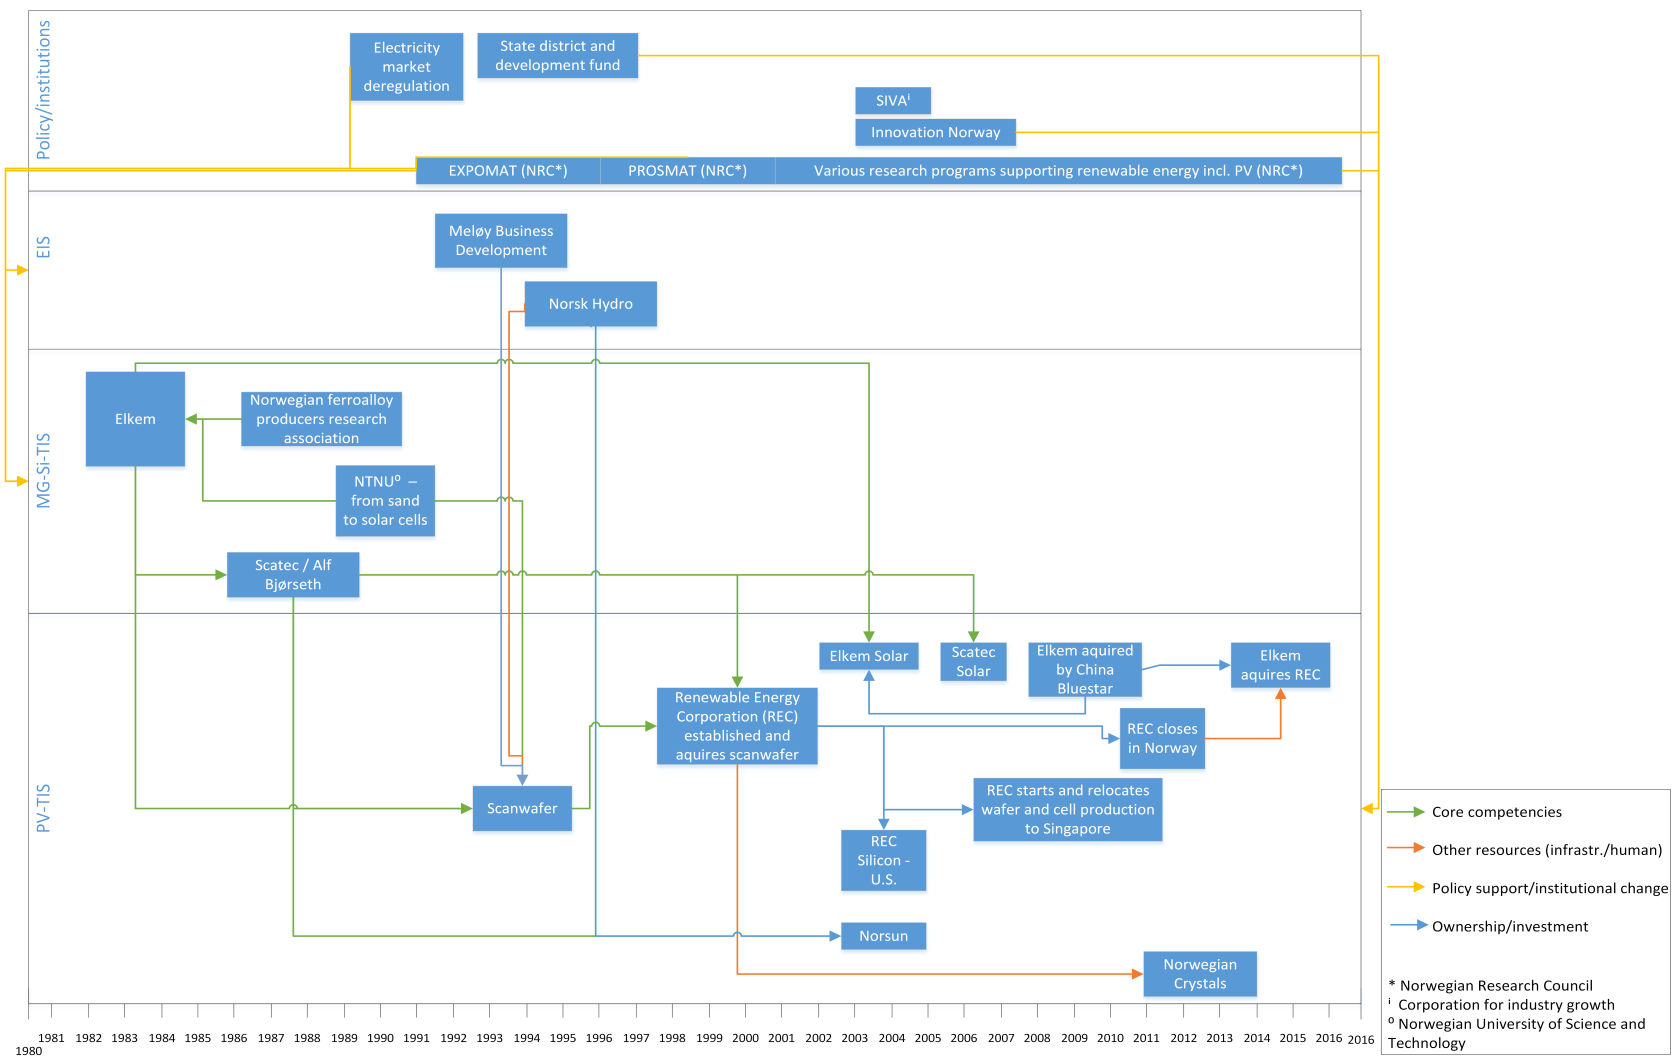 Policy/institutions
Electricity
market
deregulation
State district and
development fund
SIVAⁱ
Innovation Norway
EXPOMAT (NRC*)
PROSMAT (NRC*)
Various research programs supporting renewable energy incl. PV (NRC*)
EIS
Meløy Business
Development
Norsk Hydro
MG-Si-TIS
Elkem
Norwegian ferroalloy
producers research
association
NTNU⁰ –
from sand
to solar cells
Scatec / Alf
Bjørseth
PV-TIS
Elkem Solar
Scatec
Solar
Elkem aquired
by China
Bluestar
Elkem
aquires REC
Renewable Energy
Corporation (REC)
established and
aquires scanwafer
REC closes
in Norway
Scanwafer
REC starts and relocates
wafer and cell production
to Singapore
REC
Silicon -
U.S.
Norsun
Norwegian
Crystals
Core competencies
Other resources (infrastr./human)
Policy support/institutional change
Ownership/investment
* Norwegian Research Council
ⁱ Corporation for industry growth
⁰ Norwegian University of Science and
Technology
1980
1981 1982 1983 1984 1985 1986 1987 1988 1989 1990 1991 1992 1993 1994 1995 1996 1997 1998 1999 2000 2001 2002 2003 2004 2005 2006 2007 2008 2009 2010 2011 2012 2013 2014 2015 2016 2016